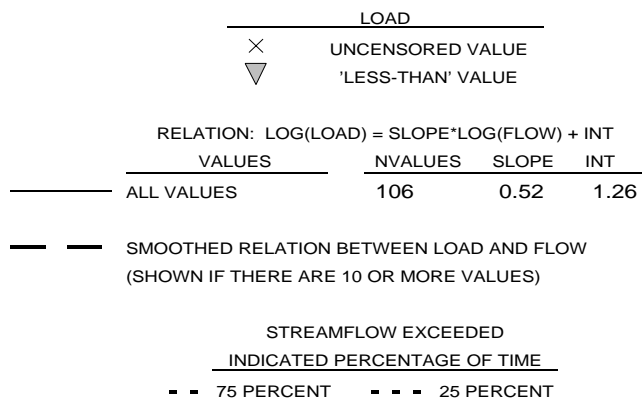 LOAD
× UNCENSORED VALUE
'LESS-THAN' VALUE
RELATION: LOG(LOAD) = SLOPE*LOG(FLOW) + INT
VALUES NVALUES SLOPE INT
ALL VALUES 106 0.52 1.26
SMOOTHED RELATION BETWEEN LOAD AND FLOW
(SHOWN IF THERE ARE 10 OR MORE VALUES)
STREAMFLOW EXCEEDED
INDICATED PERCENTAGE OF TIME
75 PERCENT 25 PERCENT